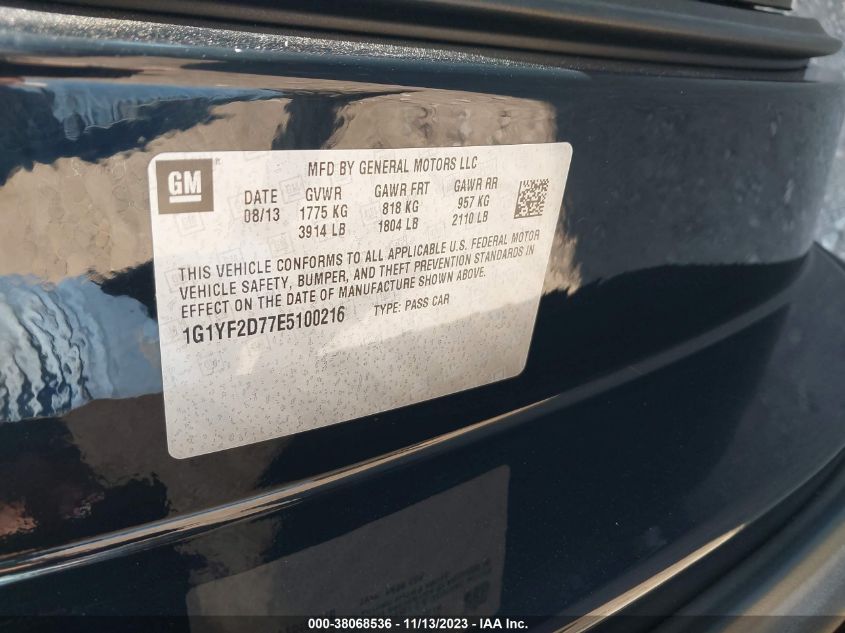 GM
MFD BY GENERAL MOTORS LLC
DATE GVWR GAWR FRT GAWR RR
08/13 1775 KG 818 KG 957 KG
3914 LB 1804 LB 2110 LB
THIS VEHICLE CONFORMS TO ALL APPLICABLE U.S. FEDERAL MOTOR
VEHICLE SAFETY, BUMPER, AND THEFT PREVENTION STANDARDS IN
EFFECT ON THE DATE OF MANUFACTURE SHOWN ABOVE.
1G1YF2D77E5100216 TYPE: PASS CAR
000-38068536 - 11/13/2023 - IAA Inc.